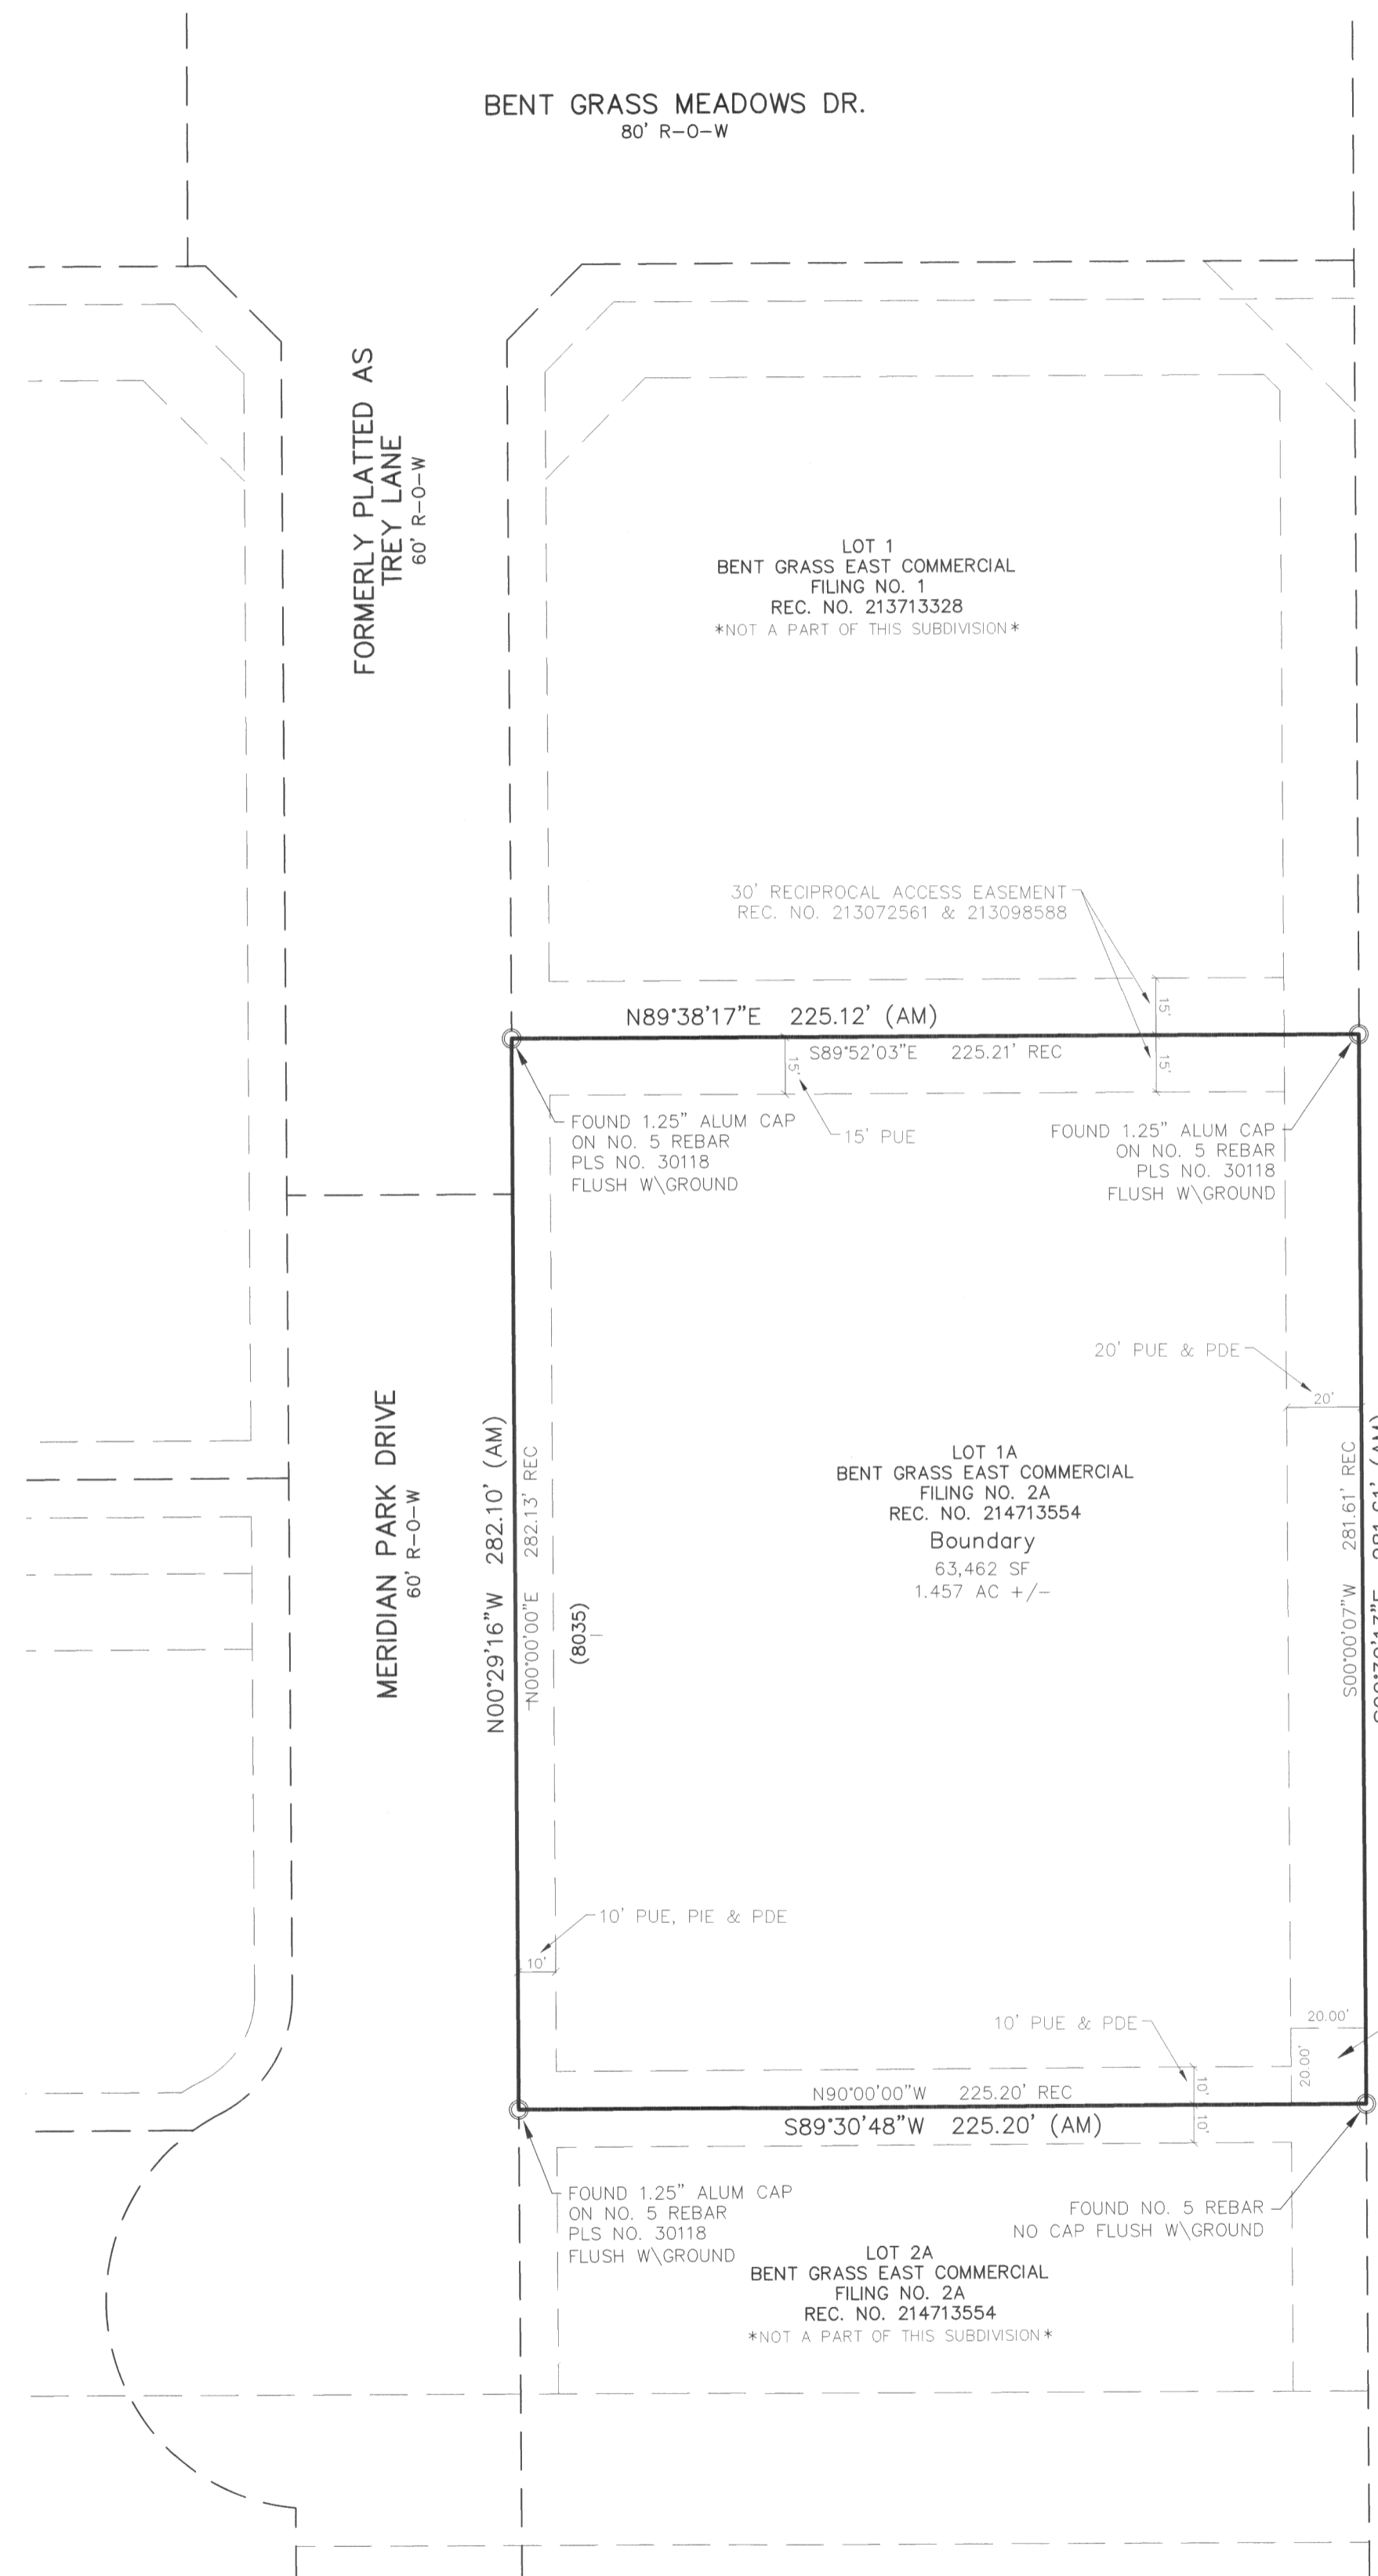 BENT GRASS MEADOWS DR.
80' R-O-W
FORMERLY PLATTED AS
TREY LANE
60' R-O-W
LOT 1
BENT GRASS EAST COMMERCIAL
FILING NO. 1
REC. NO. 213713328
*NOT A PART OF THIS SUBDIVISION*
30' RECIPROCAL ACCESS EASEMENT
REC. NO. 213072561 & 213098588
15'
N89°38'17"E 225.12' (AM)
S89°52'03"E 225.21' REC
15'
15'
FOUND 1.25" ALUM CAP
ON NO. 5 REBAR
PLS NO. 30118
FLUSH W\GROUND
15' PUE
FOUND 1.25" ALUM CAP
ON NO. 5 REBAR
PLS NO. 30118
FLUSH W\GROUND
20' PUE & PDE
20'
MERIDIAN PARK DRIVE
60' R-O-W
N00°29'16"W 282.10' (AM)
N00°00'00"E 282.13' REC
(8035)
LOT 1A
BENT GRASS EAST COMMERCIAL
FILING NO. 2A
REC. NO. 214713554
Boundary
63,462 SF
1.457 AC +/-
S00°00'07"W 281.61' REC
281.61' (AM)
10' PUE, PIE & PDE
10'
10' PUE & PDE
20.00'
20.00'
10'
N90°00'00"W 225.20' REC
S89°30'48"W 225.20' (AM)
10'
FOUND 1.25" ALUM CAP
ON NO. 5 REBAR
PLS NO. 30118
FLUSH W\GROUND
FOUND NO. 5 REBAR
NO CAP FLUSH W\GROUND
LOT 2A
BENT GRASS EAST COMMERCIAL
FILING NO. 2A
REC. NO. 214713554
*NOT A PART OF THIS SUBDIVISION*